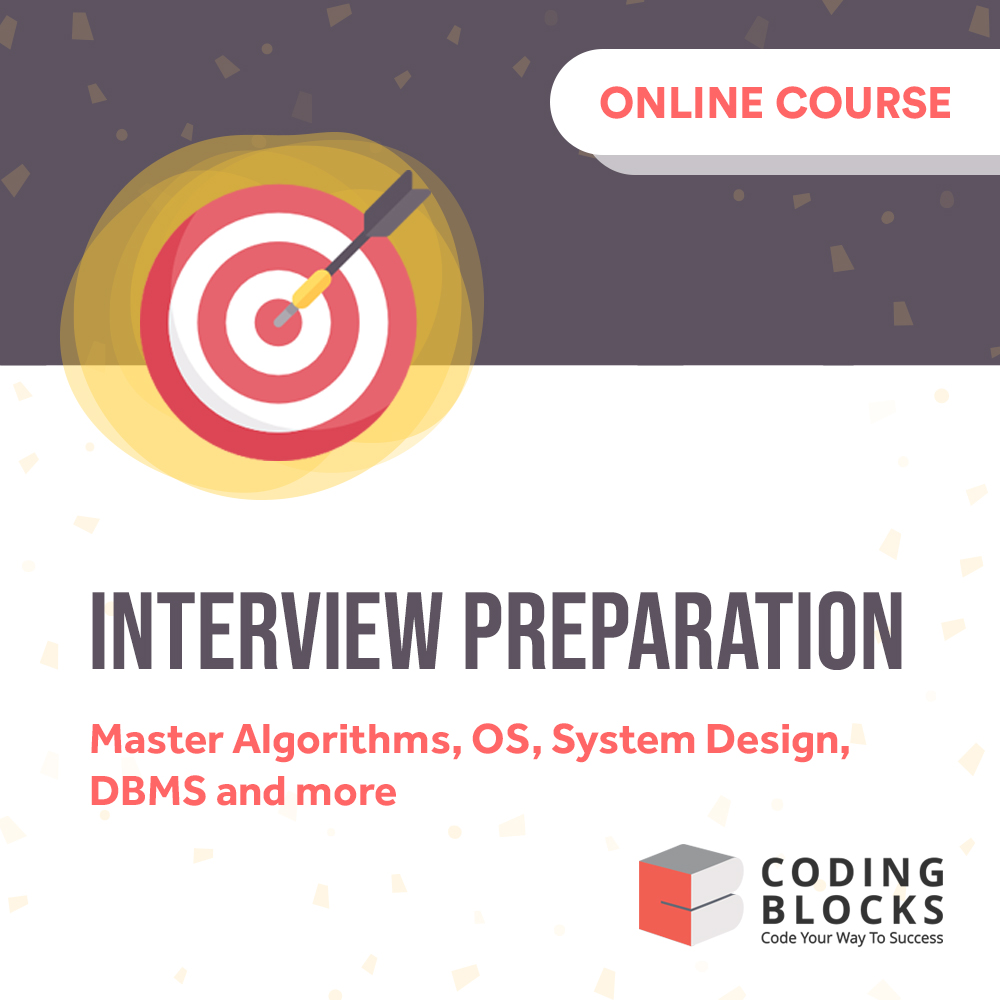 ONLINE COURSE
INTERVIEW PREPARATION
Master Algorithms, OS, System Design,
DBMS and more
CODING
BLOCKS
Code Your Way To Success